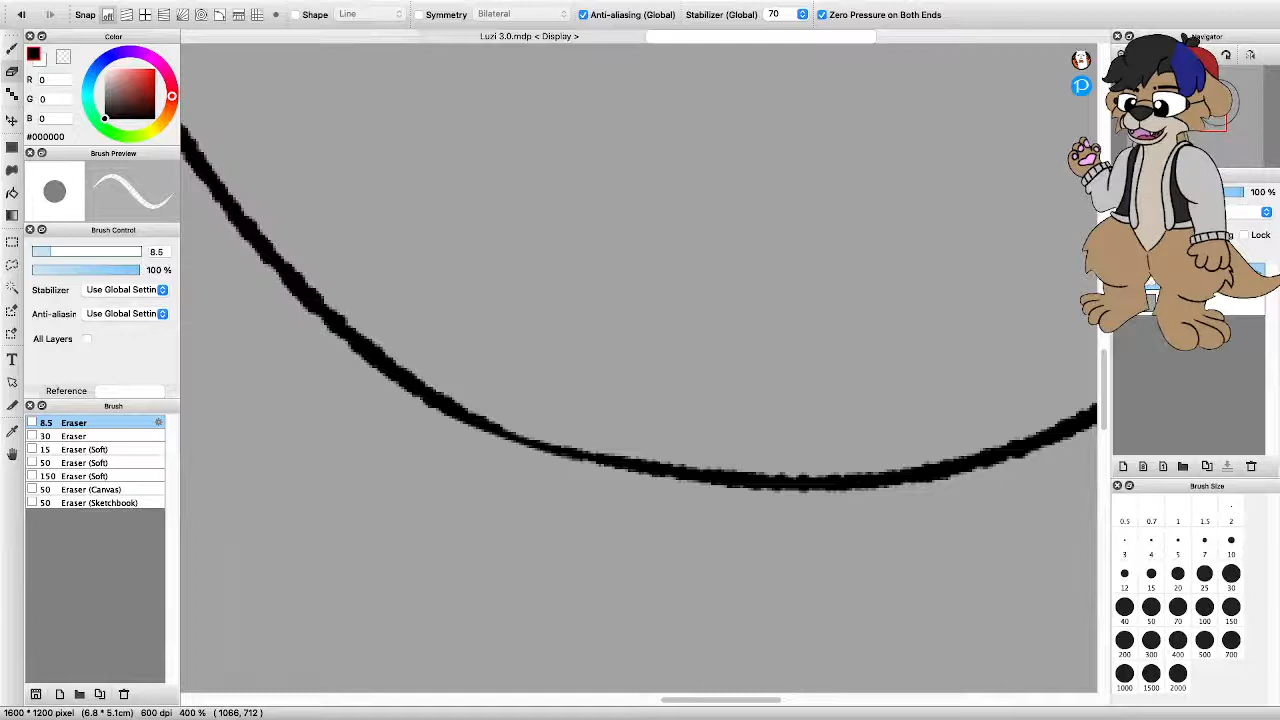 Snap
Shape
Line
Symmetry
Bilateral
Anti-aliasing (Global)
Stabilizer (Global)
70
Zero Pressure on Both Ends
Color
Luzi 3.0.mdp < Display >
Navigator
R 0
G 0
B 0
#000000
Brush Preview
100 %
Brush Control
Lock
8.5
100 %
Stabilizer
Use Global Settin
Anti-aliasin
Use Global Settin
All Layers
Reference
Brush
8.5 Eraser
30 Eraser
15 Eraser (Soft)
50 Eraser (Soft)
150 Eraser (Soft)
50 Eraser (Canvas)
50 Eraser (Sketchbook)
Brush Size
0.5 0.7 1 1.5 2
3 4 5 7 10
12 15 20 25 30
40 50 70 100 150
200 300 400 500 700
1000 1500 2000
1600 * 1200 pixel (6.8 * 5.1cm) 600 dpi 400 % ( 1066, 712 )